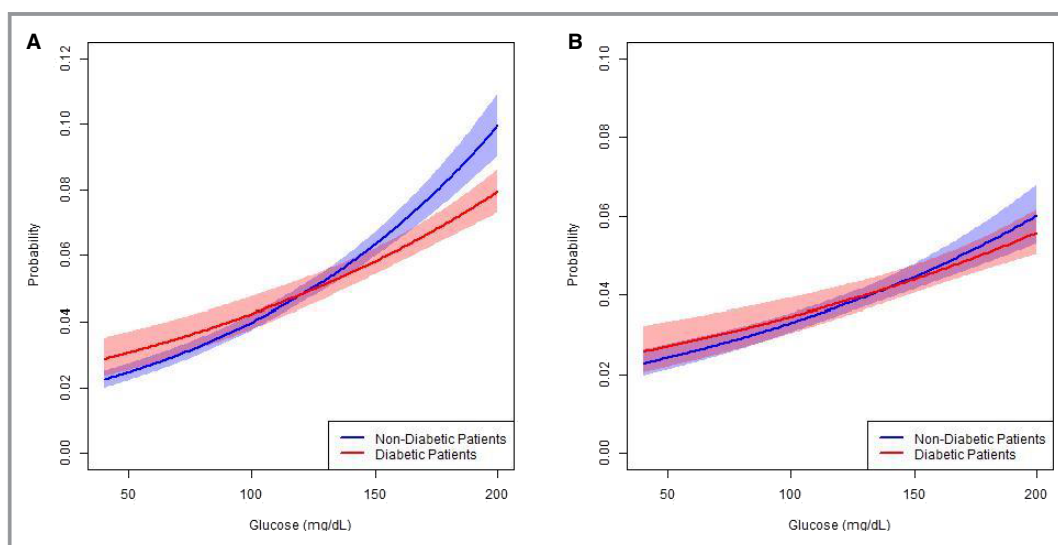 A
Probability
0.12
0.10
0.08
0.06
0.04
0.02
0.00
Non-Diabetic Patients
Diabetic Patients
50
100
150
200
Glucose (mg/dL)
B
Probability
0.10
0.08
0.06
0.04
0.02
0.00
Non-Diabetic Patients
Diabetic Patients
50
100
150
200
Glucose (mg/dL)